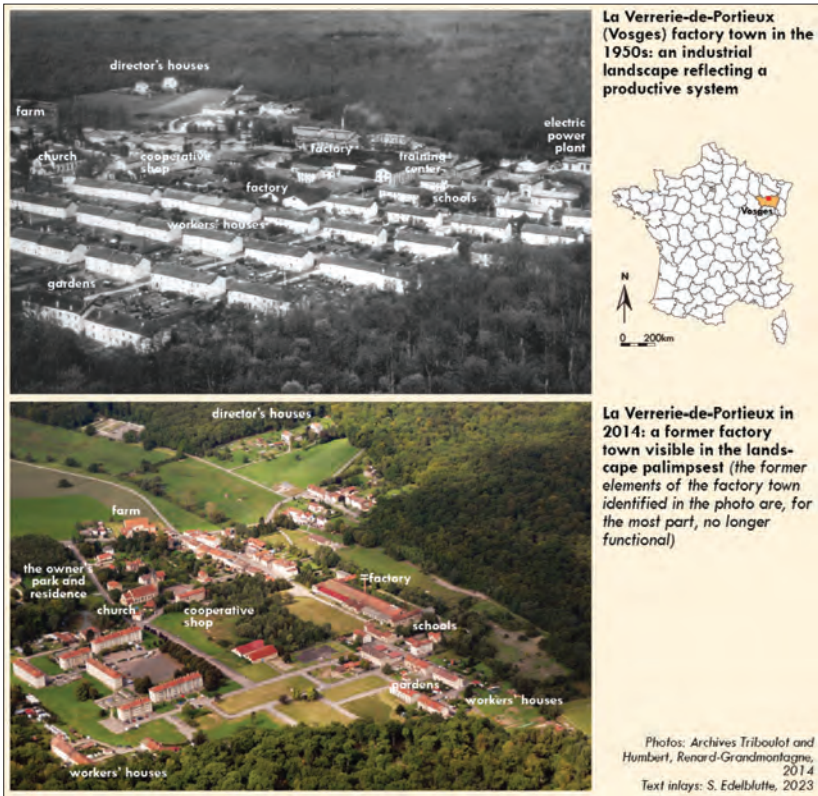 La Verrerie-de-Portieux
(Vosges) factory town in the
1950s: an industrial
landscape reflecting a
productive system
director's houses
farm
church
cooperative
shop
factory
factory
training
center
electric
power
plant
schools
workers' houses
gardens
Vosges
N
0 200km
La Verrerie-de-Portieux in
2014: a former factory
town visible in the lands-
cape palimpsest (the former
elements of the factory town
identified in the photo are, for
the most part, no longer
functional)
director's houses
farm
the owner's
park and
residence
church
cooperative
shop
factory
schools
gardens
workers' houses
workers' houses
Photos: Archives Triboulot and
Humbert, Renard-Grandmontagne,
2014
Text inlays: S. Edelblutte, 2023